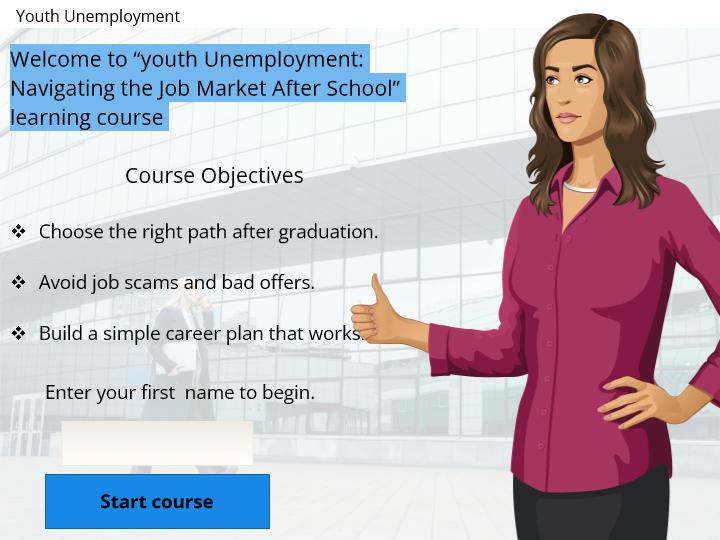 Youth Unemployment
Welcome to “youth Unemployment:
Navigating the Job Market After School”
learning course
Course Objectives
❖ Choose the right path after graduation.
❖ Avoid job scams and bad offers.
❖ Build a simple career plan that works.
Enter your first  name to begin.
Start course